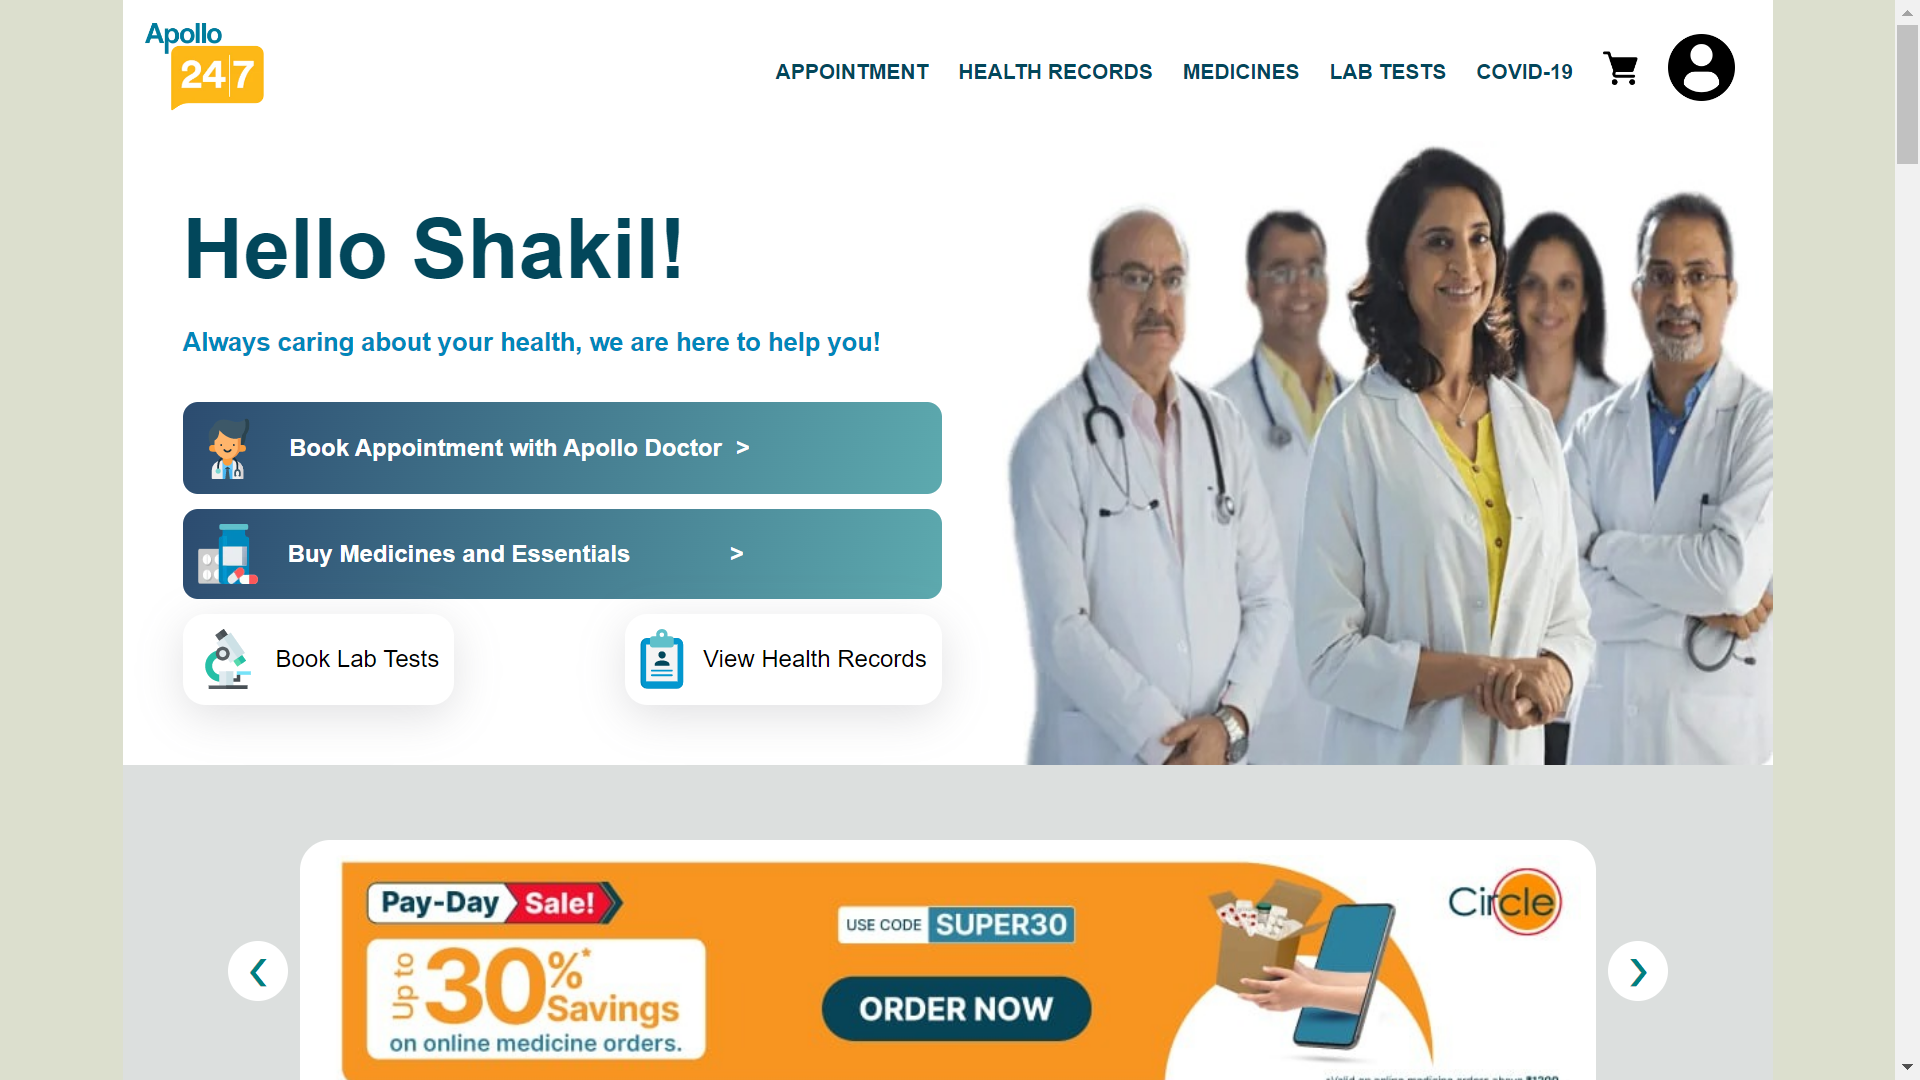 Apollo
24|7
APPOINTMENT HEALTH RECORDS MEDICINES LAB TESTS COVID-19
Hello Shakil!
Always caring about your health, we are here to help you!
Book Appointment with Apollo Doctor >
Buy Medicines and Essentials >
Book Lab Tests
View Health Records
Pay-Day Sale!
Up to 30%* Savings
on online medicine orders.
USE CODE SUPER30
ORDER NOW
Circle